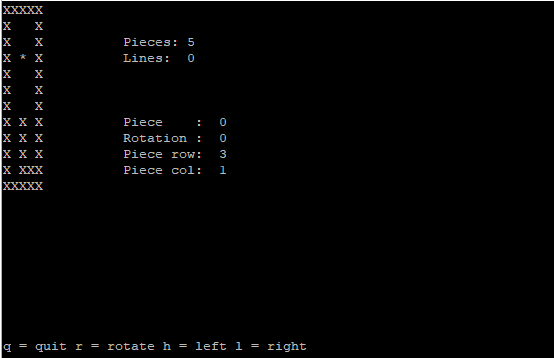 XXXXX
X   X
X   X          Pieces: 5
X * X          Lines:  0
X   X
X   X
X   X
X X X          Piece    :  0
X X X          Rotation :  0
X X X          Piece row:  3
X XXX          Piece col:  1
XXXXX
q = quit r = rotate h = left l = right